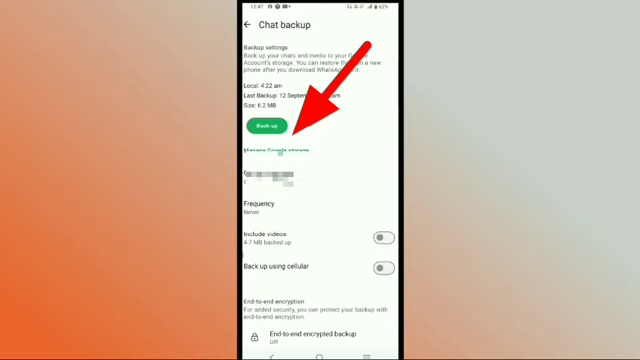 12:47
62%
Chat backup
Backup settings
Back up your chats and media to your
Account's storage. You can restore on a new
phone after you download WhatsA
Local: 4:22 am
Last Backup: 12 Septem am
Size: 6.2 MB
Back up
Manage Google storage
Frequency
Never
Include videos
4.7 MB backed up
Back up using cellular
End-to-end encryption
For added security, you can protect your backup with
end-to-end encryption.
End-to-end encrypted backup
Off